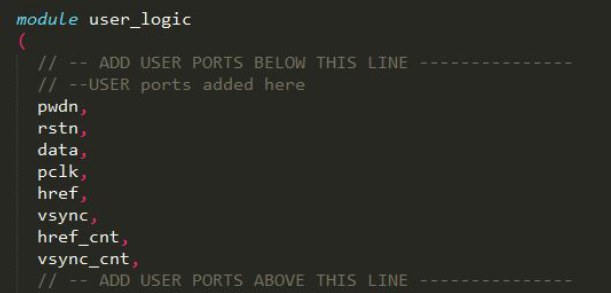 module user_logic
(
// -- ADD USER PORTS BELOW THIS LINE ---------------
// --USER ports added here
pwdn,
rstn,
data,
pclk,
href,
vsync,
href_cnt,
vsync_cnt,
// -- ADD USER PORTS ABOVE THIS LINE ---------------